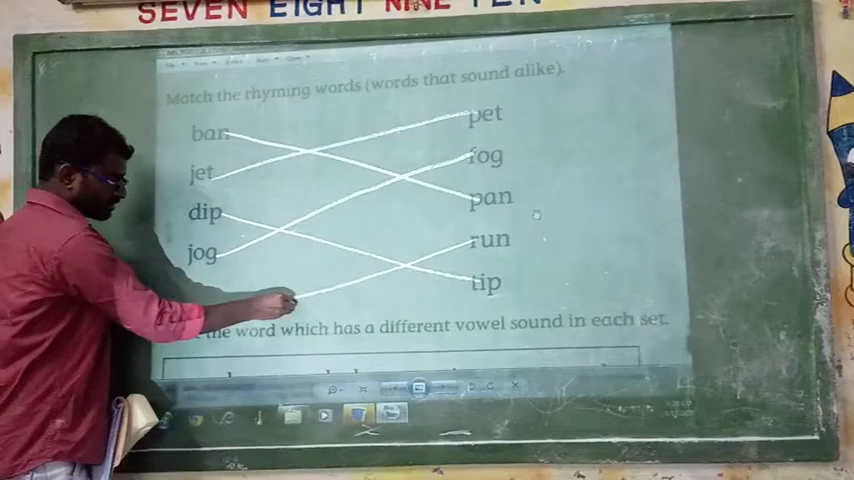 SEVEN EIGHT NINE TEN
Match the rhyming words (words that sound alike).
ban pet
jet fog
dip pan
jog run
tip
the word which has a different vowel sound in each set.